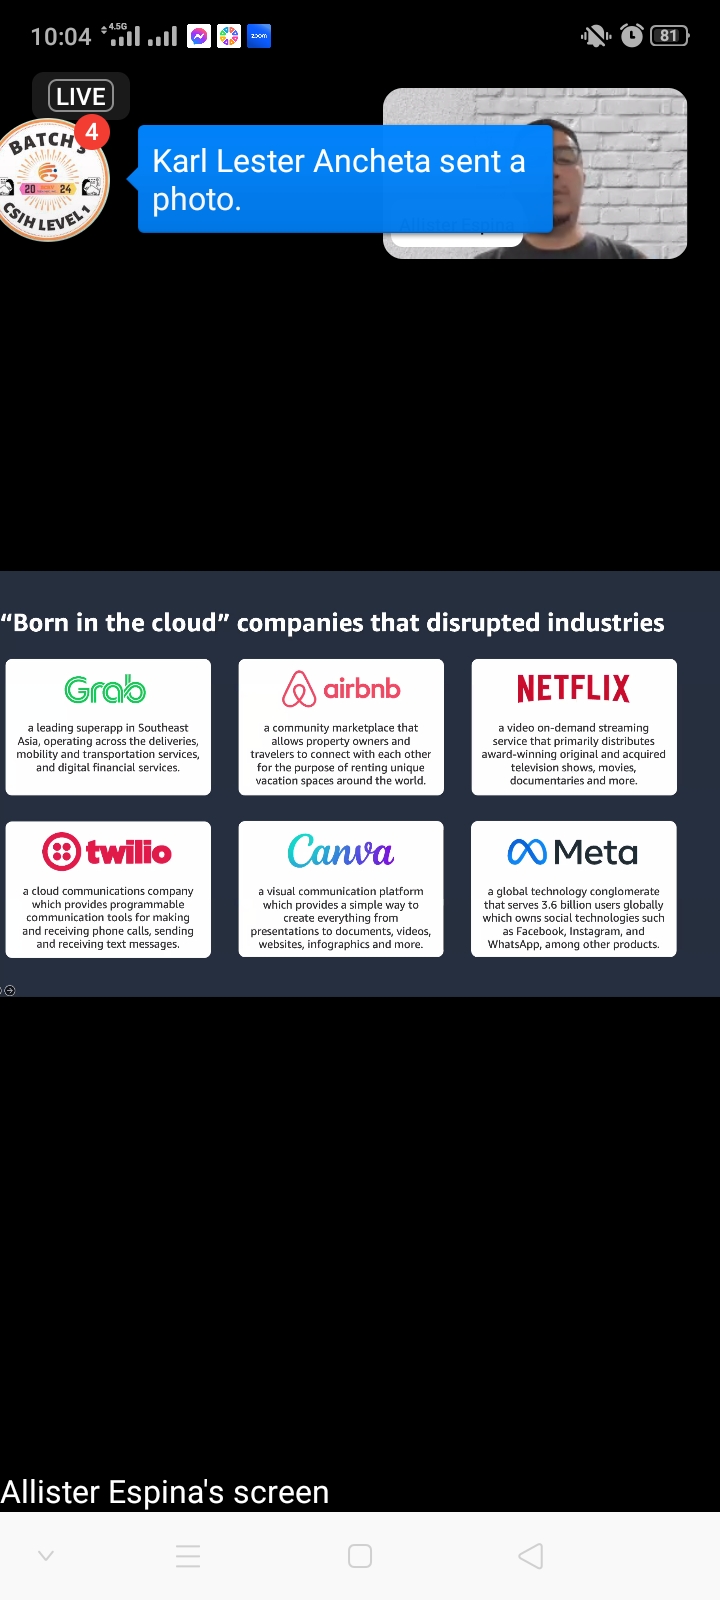 10:04
4.5G
zoom
81
LIVE
4
BATCH 3
20 24
CSIH LEVEL 1
Karl Lester Ancheta sent a
photo.
“Born in the cloud” companies that disrupted industries
Grab
a leading superapp in Southeast
Asia, operating across the deliveries,
mobility and transportation services,
and digital financial services.
airbnb
a community marketplace that
allows property owners and
travelers to connect with each other
for the purpose of renting unique
vacation spaces around the world.
NETFLIX
a video on-demand streaming
service that primarily distributes
award-winning original and acquired
television shows, movies,
documentaries and more.
twilio
a cloud communications company
which provides programmable
communication tools for making
and receiving phone calls, sending
and receiving text messages.
Canva
a visual communication platform
which provides a simple way to
create everything from
presentations to documents, videos,
websites, infographics and more.
Meta
a global technology conglomerate
that serves 3.6 billion users globally
which owns social technologies such
as Facebook, Instagram, and
WhatsApp, among other products.
Allister Espina's screen